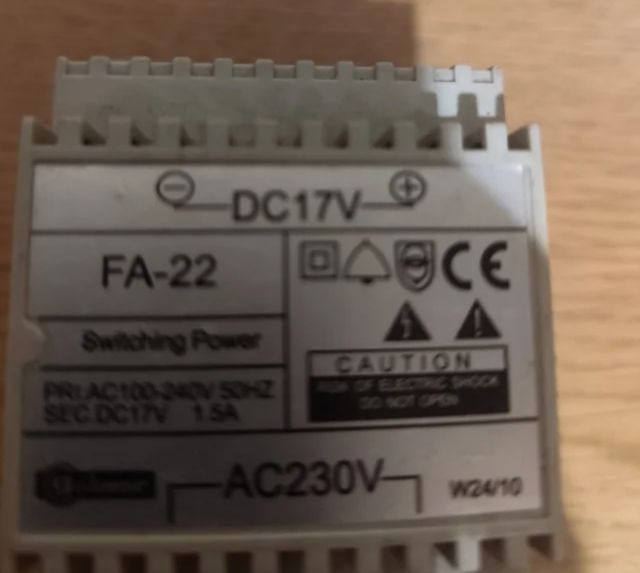 DC17V
FA-22
CE
Switching Power
CAUTION
RISK OF ELECTRIC SHOCK
DO NOT OPEN
PRI.AC100-240V 50HZ
SEC.DC17V 1.5A
AC230V
W24/10